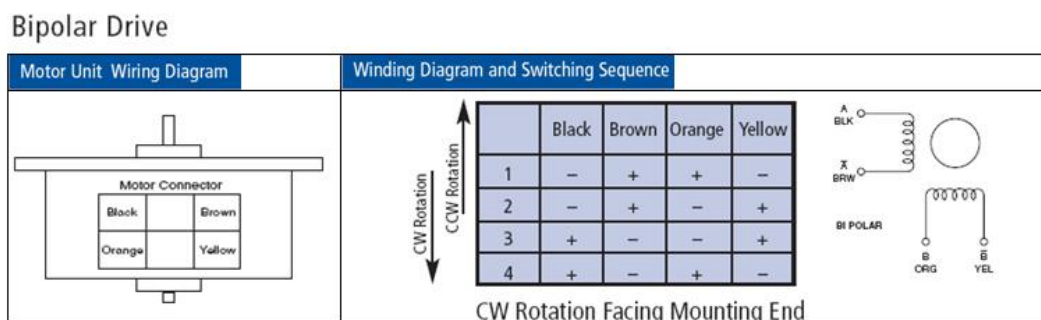 Bipolar Drive
Motor Unit Wiring Diagram
Winding Diagram and Switching Sequence
Motor Connector
Black Brown
Orange Yellow
CW Rotation
CCW Rotation
Black Brown Orange Yellow
1 − + + −
2 − + − +
3 + − − +
4 + − + −
CW Rotation Facing Mounting End
A
BLK
A̅
BRW
BI POLAR
B B̅
ORG YEL